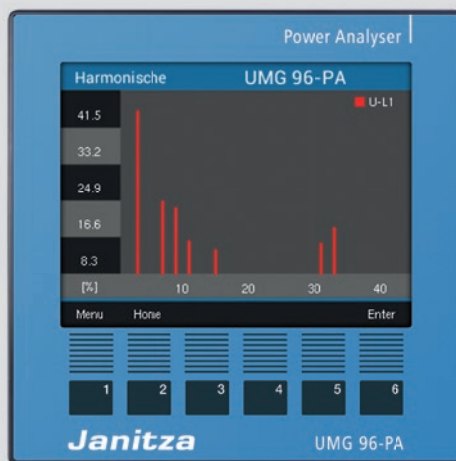 Power Analyser
Harmonische UMG 96-PA
U-L1
41.5
33.2
24.9
16.6
8.3
[%] 10 20 30 40
Menu Home Enter
1 2 3 4 5 6
Janitza UMG 96-PA